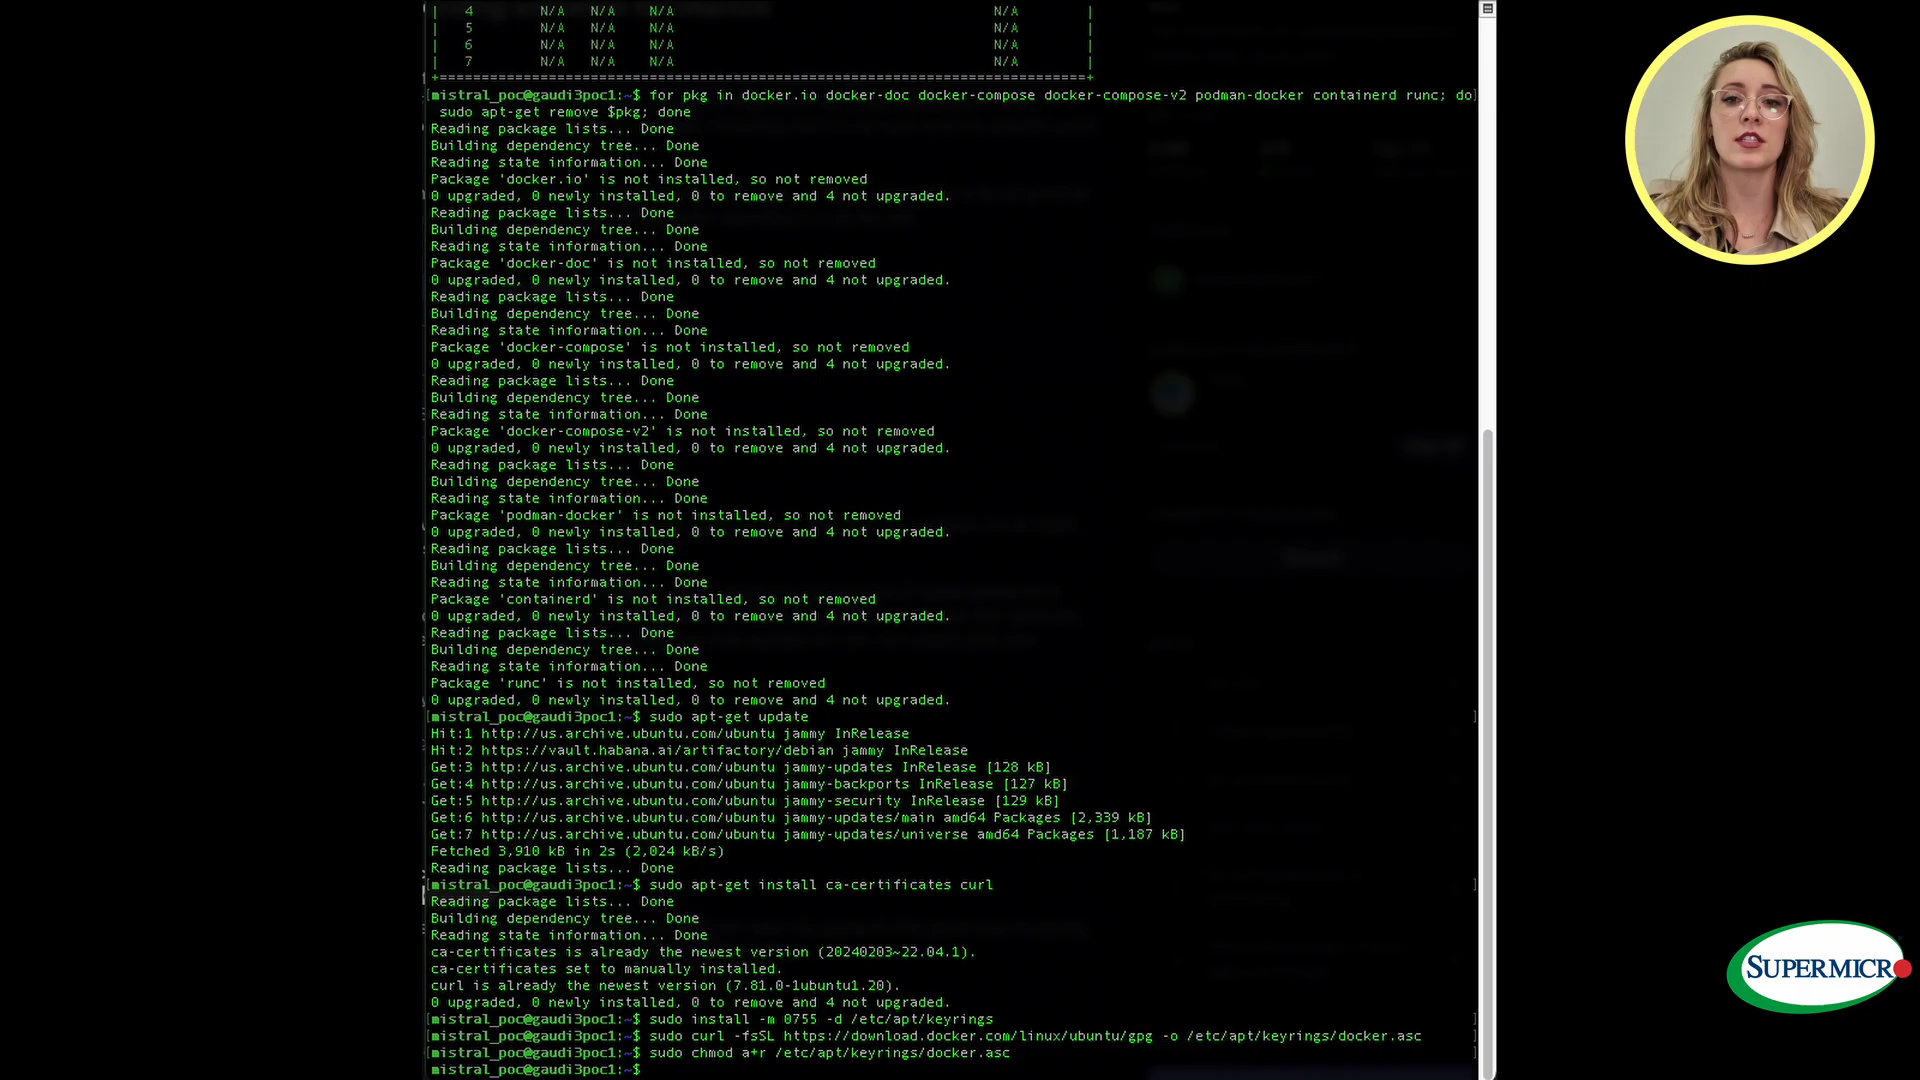 | 4 N/A N/A N/A N/A |
| 5 N/A N/A N/A N/A |
| 6 N/A N/A N/A N/A |
| 7 N/A N/A N/A N/A |
+==============================================================================+
[mistral_poc@gaudi3poc1:~$ for pkg in docker.io docker-doc docker-compose docker-compose-v2 podman-docker containerd runc; do]
sudo apt-get remove $pkg; done
Reading package lists... Done
Building dependency tree... Done
Reading state information... Done
Package 'docker.io' is not installed, so not removed
0 upgraded, 0 newly installed, 0 to remove and 4 not upgraded.
Reading package lists... Done
Building dependency tree... Done
Reading state information... Done
Package 'docker-doc' is not installed, so not removed
0 upgraded, 0 newly installed, 0 to remove and 4 not upgraded.
Reading package lists... Done
Building dependency tree... Done
Reading state information... Done
Package 'docker-compose' is not installed, so not removed
0 upgraded, 0 newly installed, 0 to remove and 4 not upgraded.
Reading package lists... Done
Building dependency tree... Done
Reading state information... Done
Package 'docker-compose-v2' is not installed, so not removed
0 upgraded, 0 newly installed, 0 to remove and 4 not upgraded.
Reading package lists... Done
Building dependency tree... Done
Reading state information... Done
Package 'podman-docker' is not installed, so not removed
0 upgraded, 0 newly installed, 0 to remove and 4 not upgraded.
Reading package lists... Done
Building dependency tree... Done
Reading state information... Done
Package 'containerd' is not installed, so not removed
0 upgraded, 0 newly installed, 0 to remove and 4 not upgraded.
Reading package lists... Done
Building dependency tree... Done
Reading state information... Done
Package 'runc' is not installed, so not removed
0 upgraded, 0 newly installed, 0 to remove and 4 not upgraded.
[mistral_poc@gaudi3poc1:~$ sudo apt-get update ]
Hit:1 http://us.archive.ubuntu.com/ubuntu jammy InRelease
Hit:2 https://vault.habana.ai/artifactory/debian jammy InRelease
Get:3 http://us.archive.ubuntu.com/ubuntu jammy-updates InRelease [128 kB]
Get:4 http://us.archive.ubuntu.com/ubuntu jammy-backports InRelease [127 kB]
Get:5 http://us.archive.ubuntu.com/ubuntu jammy-security InRelease [129 kB]
Get:6 http://us.archive.ubuntu.com/ubuntu jammy-updates/main amd64 Packages [2,339 kB]
Get:7 http://us.archive.ubuntu.com/ubuntu jammy-updates/universe amd64 Packages [1,187 kB]
Fetched 3,910 kB in 2s (2,024 kB/s)
Reading package lists... Done
[mistral_poc@gaudi3poc1:~$ sudo apt-get install ca-certificates curl ]
Reading package lists... Done
Building dependency tree... Done
Reading state information... Done
ca-certificates is already the newest version (20240203~22.04.1).
ca-certificates set to manually installed.
curl is already the newest version (7.81.0-1ubuntu1.20).
0 upgraded, 0 newly installed, 0 to remove and 4 not upgraded.
[mistral_poc@gaudi3poc1:~$ sudo install -m 0755 -d /etc/apt/keyrings ]
[mistral_poc@gaudi3poc1:~$ sudo curl -fsSL https://download.docker.com/linux/ubuntu/gpg -o /etc/apt/keyrings/docker.asc ]
[mistral_poc@gaudi3poc1:~$ sudo chmod a+r /etc/apt/keyrings/docker.asc ]
mistral_poc@gaudi3poc1:~$
SUPERMICR